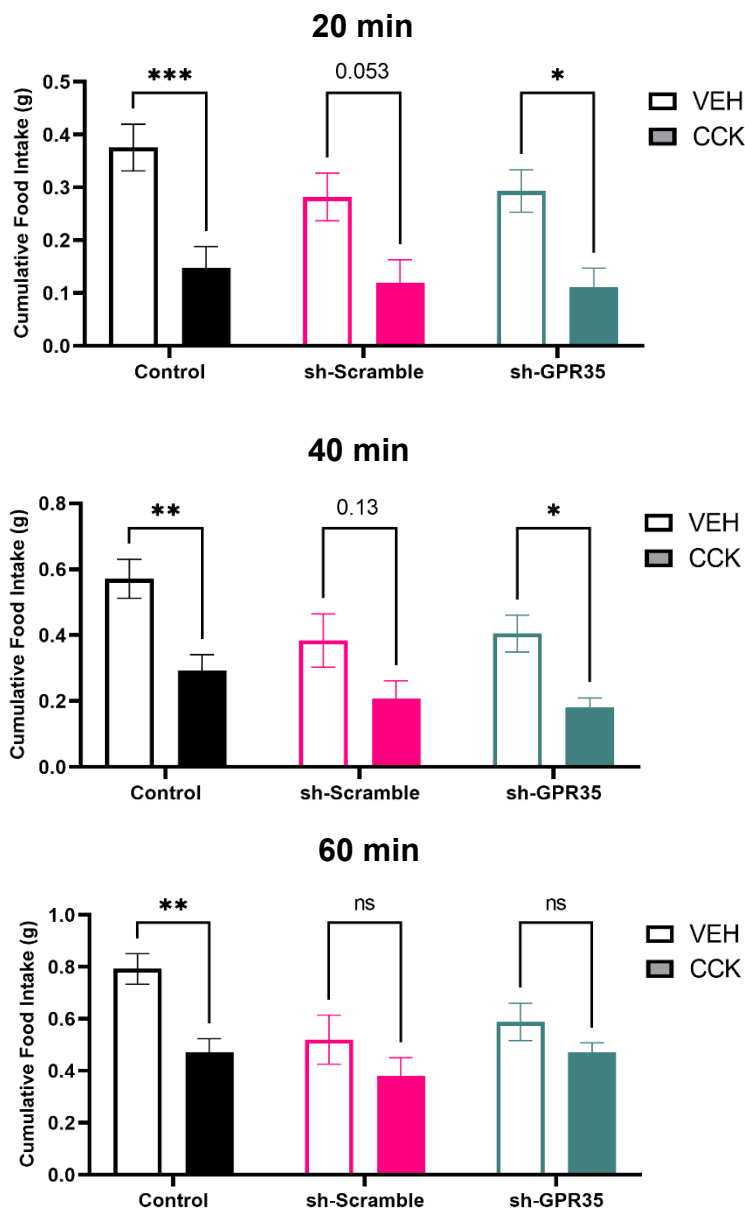 20 min
Cumulative Food Intake (g)
0.5
0.4
0.3
0.2
0.1
0.0
***
0.053
*
VEH
CCK
Control
sh-Scramble
sh-GPR35
40 min
Cumulative Food Intake (g)
0.8
0.6
0.4
0.2
0.0
**
0.13
*
VEH
CCK
Control
sh-Scramble
sh-GPR35
60 min
Cumulative Food Intake (g)
1.0
0.8
0.6
0.4
0.2
0.0
**
ns
ns
VEH
CCK
Control
sh-Scramble
sh-GPR35